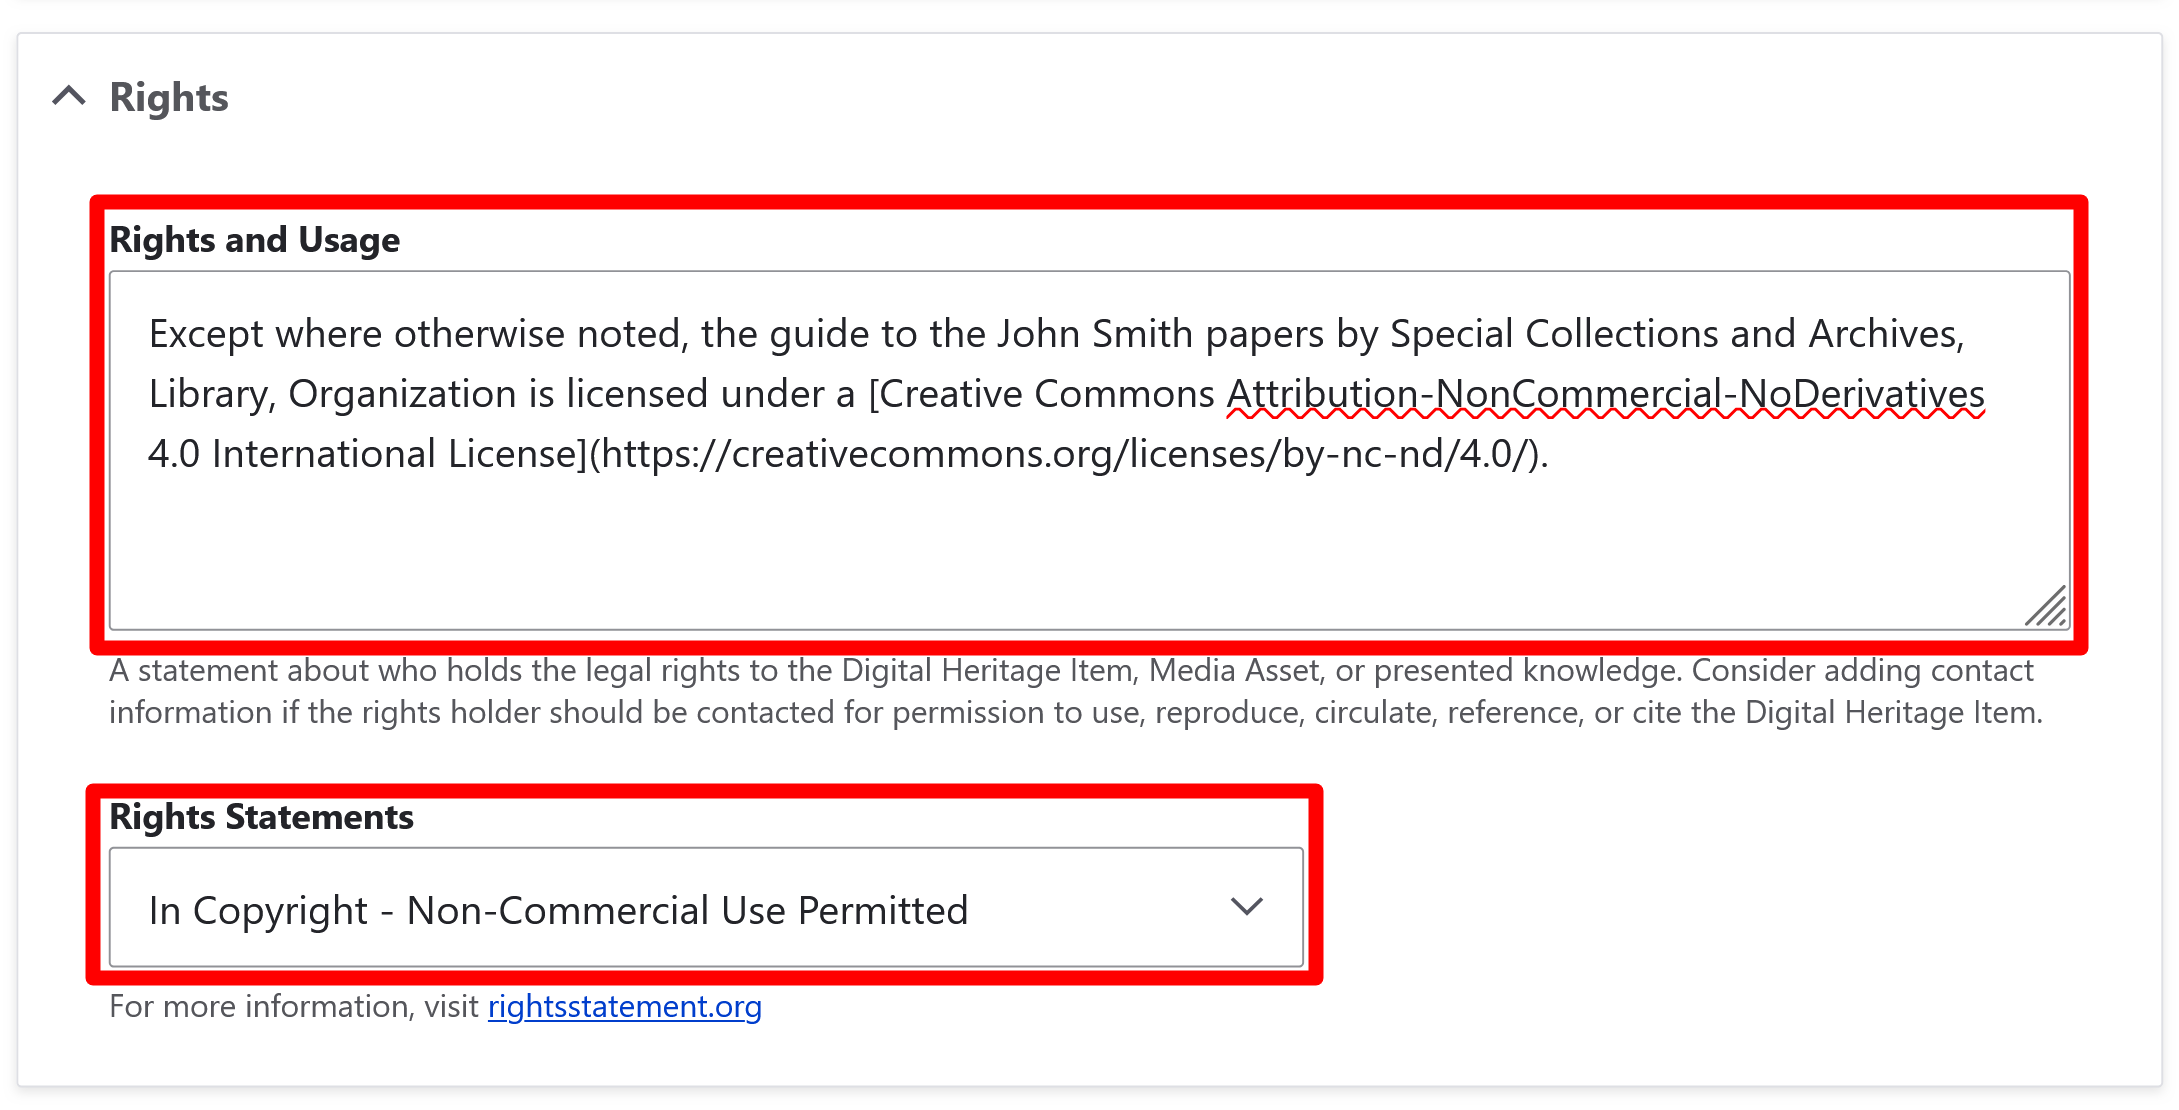 Rights
Rights and Usage
Except where otherwise noted, the guide to the John Smith papers by Special Collections and Archives,
Library, Organization is licensed under a [Creative Commons Attribution-NonCommercial-NoDerivatives
4.0 International License](https://creativecommons.org/licenses/by-nc-nd/4.0/).
A statement about who holds the legal rights to the Digital Heritage Item, Media Asset, or presented knowledge. Consider adding contact
information if the rights holder should be contacted for permission to use, reproduce, circulate, reference, or cite the Digital Heritage Item.
Rights Statements
In Copyright - Non-Commercial Use Permitted
For more information, visit rightsstatement.org